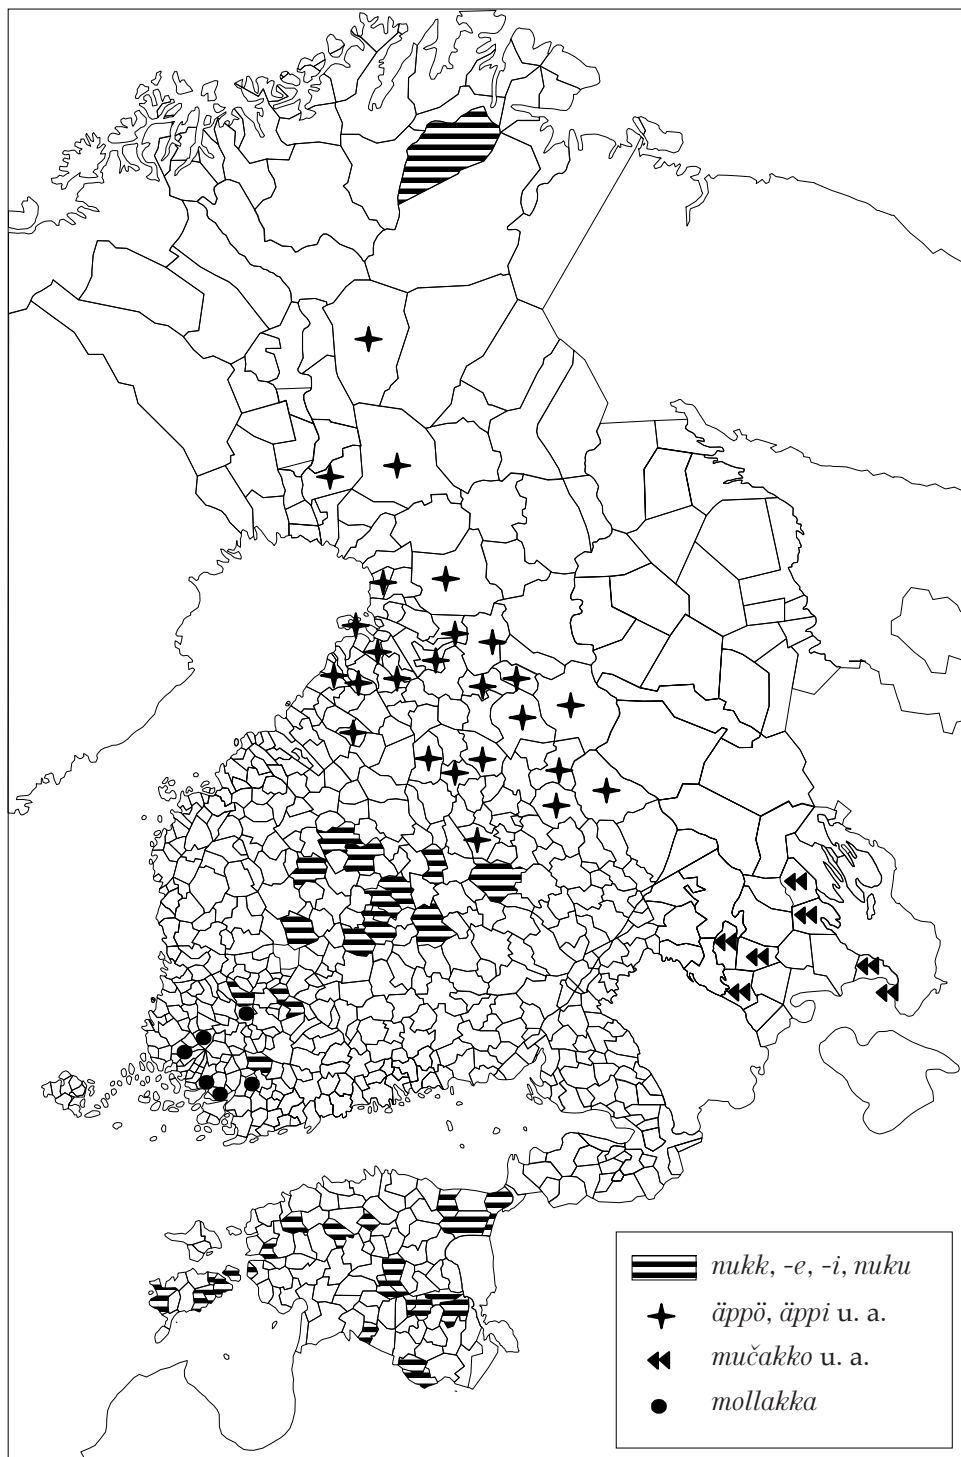 nukk, -e, -i, nuku
äppö, äppi u. a.
mučakko u. a.
mollakka